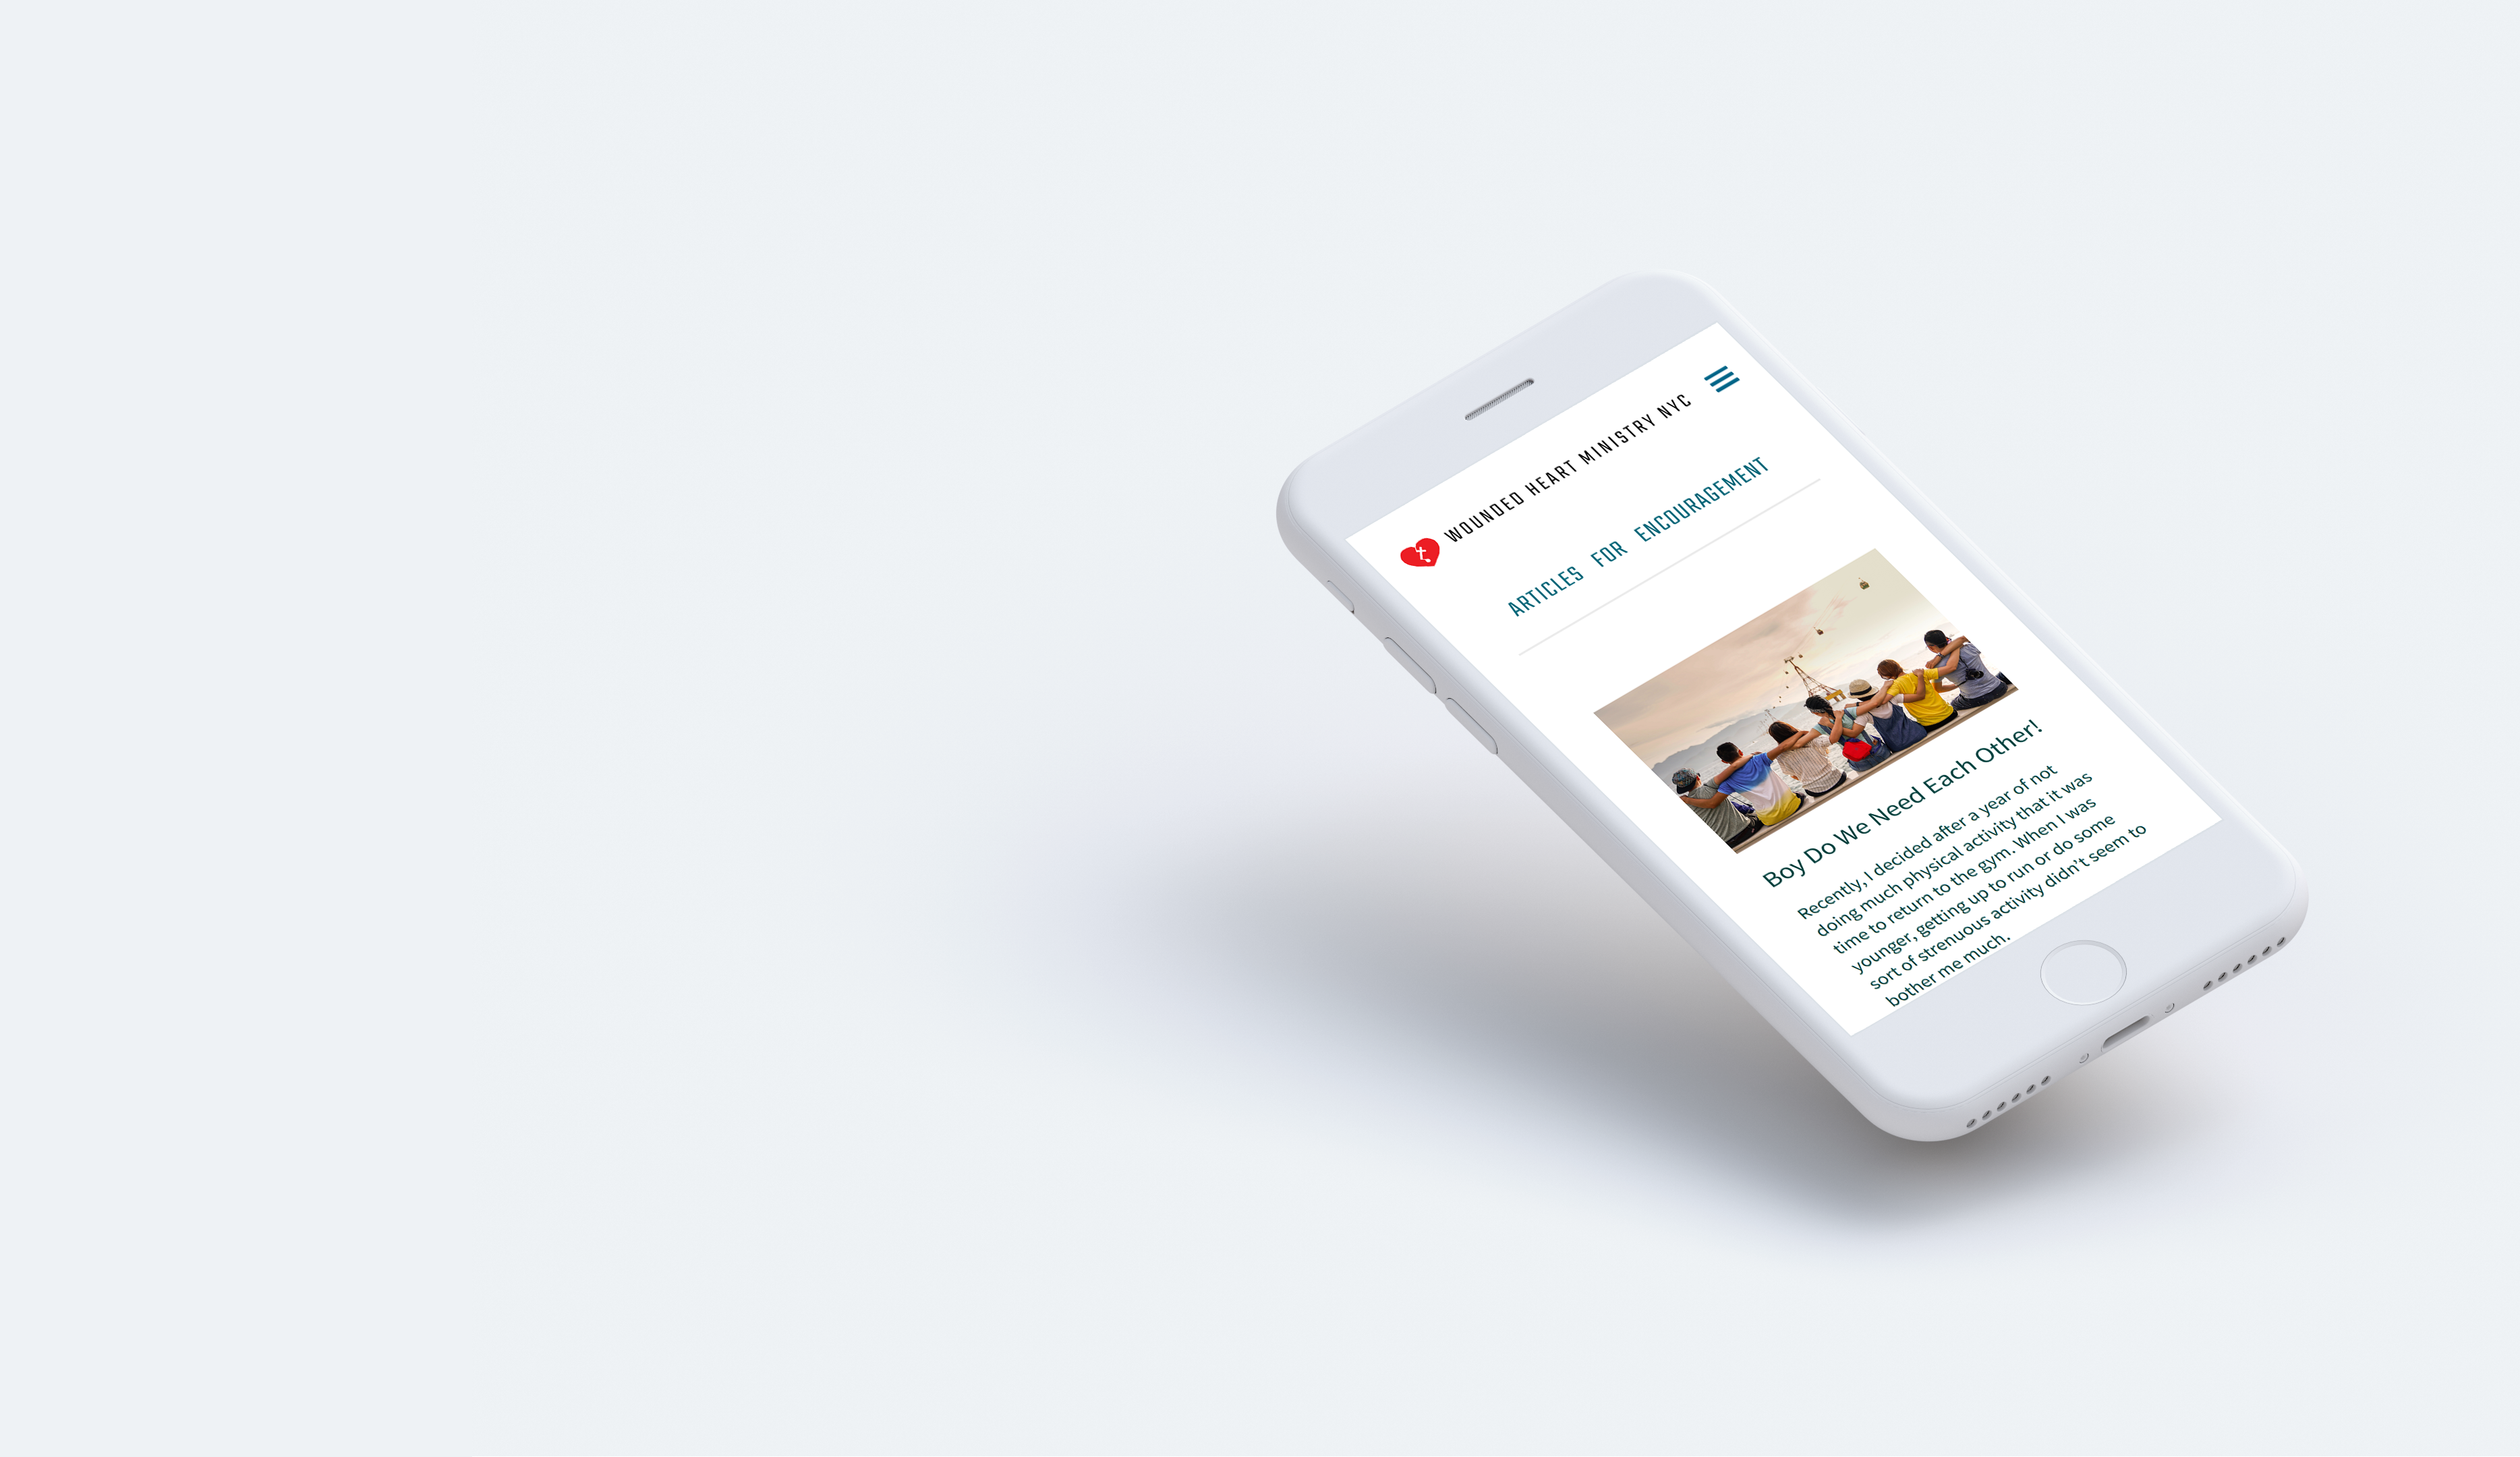 WOUNDED HEART MINISTRY NYC
ARTICLES FOR ENCOURAGEMENT
Boy Do We Need Each Other!
Recently, I decided after a year of not
doing much physical activity that it was
time to return to the gym. When I was
younger, getting up to run or do some
sort of strenuous activity didn't seem to
bother me much.